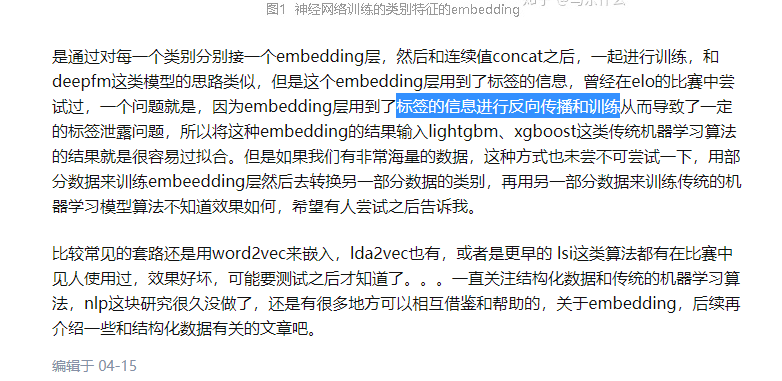 图1 神经网络训练的类别特征的embedding
是通过对每一个类别分别接一个embedding层，然后和连续值concat之后，一起进行训练，和
deepfm这类模型的思路类似，但是这个embedding层用到了标签的信息，曾经在elo的比赛中尝
试过，一个问题就是，因为embedding层用到了标签的信息进行反向传播和训练从而导致了一定
的标签泄露问题，所以将这种embedding的结果输入lightgbm、xgboost这类传统机器学习算法
的结果就是很容易过拟合。但是如果我们有非常海量的数据，这种方式也未尝不可尝试一下，用部
分数据来训练embeedding层然后去转换另一部分数据的类别，再用另一部分数据来训练传统的机
器学习模型算法不知道效果如何，希望有人尝试之后告诉我。
比较常见的套路还是用word2vec来嵌入，lda2vec也有，或者是更早的 lsi这类算法都有在比赛中
见人使用过，效果好坏，可能要测试之后才知道了。。。一直关注结构化数据和传统的机器学习算
法，nlp这块研究很久没做了，还是有很多地方可以相互借鉴和帮助的，关于embedding，后续再
介绍一些和结构化数据有关的文章吧。
编辑于 04-15